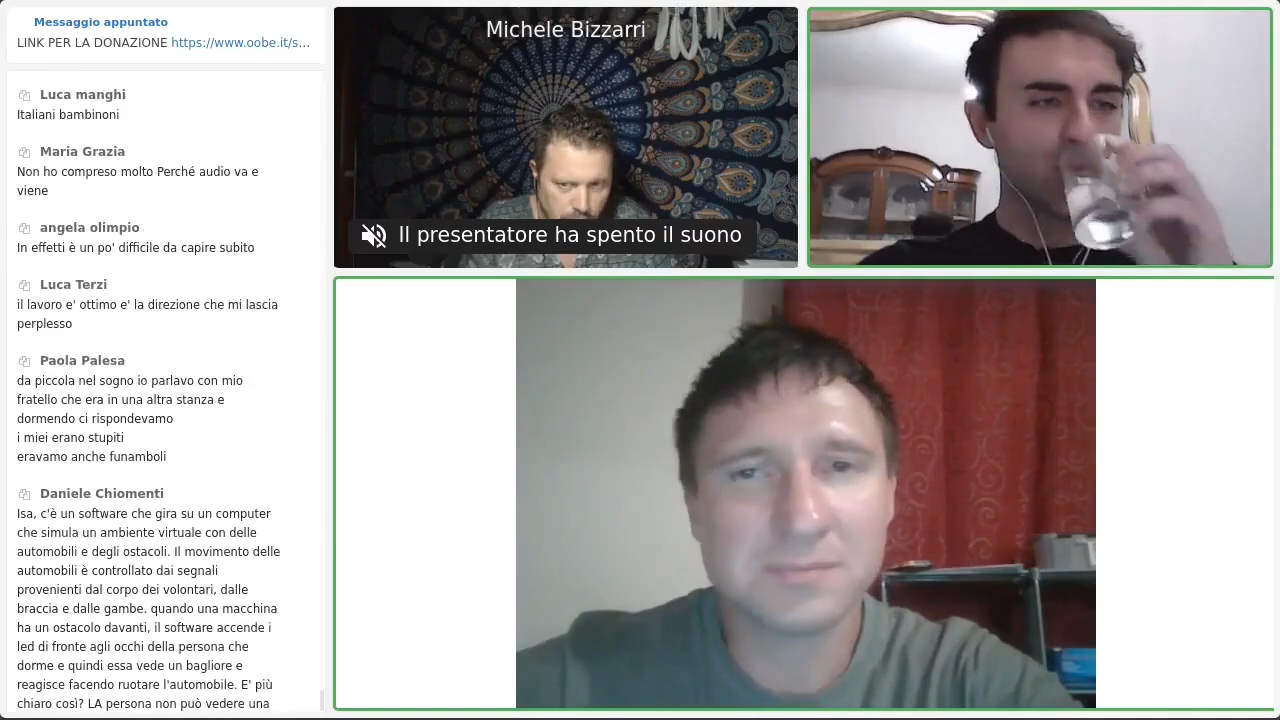 Messaggio appuntato
INK PER LA DONAZIONE https://www.oobe.it/s...
Luca manghi
Italiani bambinoni
Maria Grazia
Non ho compreso molto Perché audio va e
viene
angela olimpio
In effetti è un po' difficile da capire subito
Luca Terzi
il lavoro e' ottimo e' la direzione che mi lascia
perplesso
Paola Palesa
da piccola nel sogno io parlavo con mio
fratello che era in una altra stanza e
dormendo ci rispondevamo
i miei erano stupiti
eravamo anche funamboli
Daniele Chiomenti
Isa, c'è un software che gira su un computer
che simula un ambiente virtuale con delle
automobili e degli ostacoli. Il movimento delle
automobili è controllato dai segnali
provenienti dal corpo dei volontari, dalle
braccia e dalle gambe. quando una macchina
ha un ostacolo davanti, il software accende i
led di fronte agli occhi della persona che
dorme e quindi essa vede un bagliore e
reagisce facendo ruotare l'automobile. E' più
chiaro così? LA persona non può vedere una
Michele Bizzarri
Il presentatore ha spento il suono